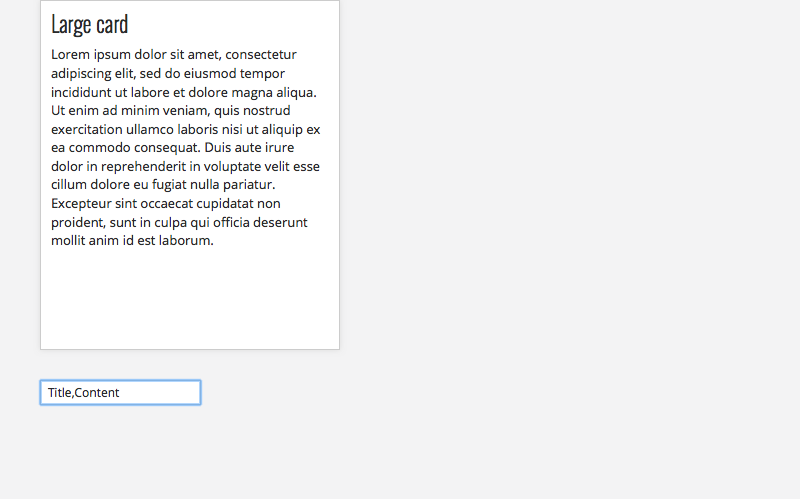 Large card
Lorem ipsum dolor sit amet, consectetur
adipiscing elit, sed do eiusmod tempor
incididunt ut labore et dolore magna aliqua.
Ut enim ad minim veniam, quis nostrud
exercitation ullamco laboris nisi ut aliquip ex
ea commodo consequat. Duis aute irure
dolor in reprehenderit in voluptate velit esse
cillum dolore eu fugiat nulla pariatur.
Excepteur sint occaecat cupidatat non
proident, sunt in culpa qui officia deserunt
mollit anim id est laborum.
Title,Content